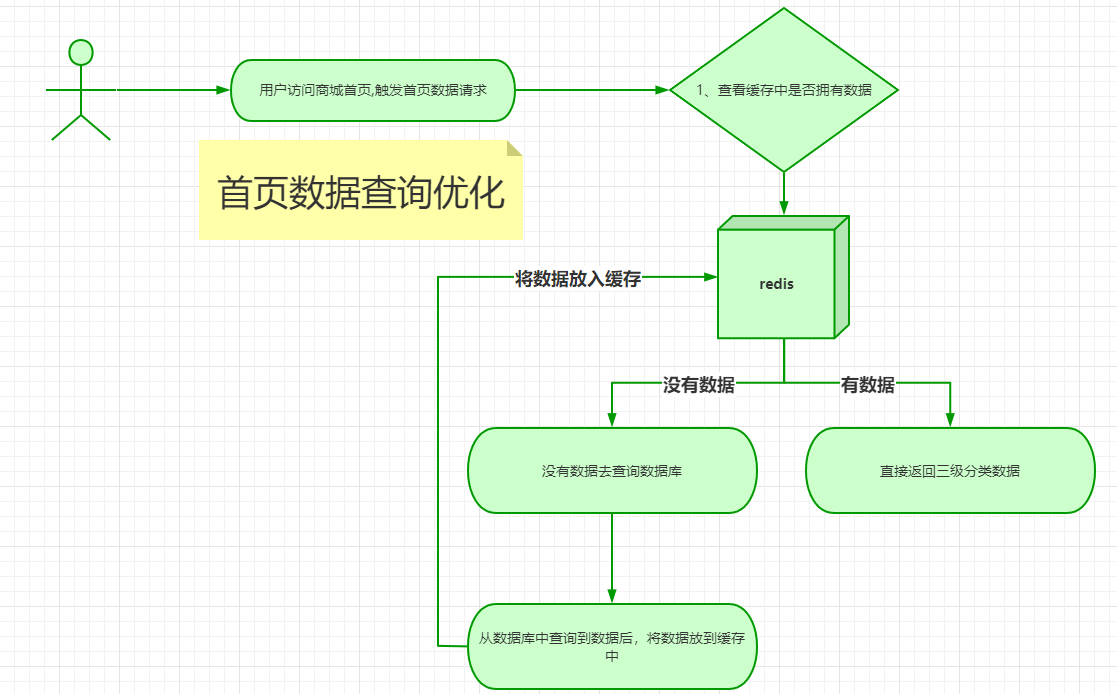 用户访问商城首页,触发首页数据请求
1、查看缓存中是否拥有数据
首页数据查询优化
将数据放入缓存
redis
没有数据
有数据
没有数据去查询数据库
直接返回三级分类数据
从数据库中查询到数据后，将数据放到缓存
中